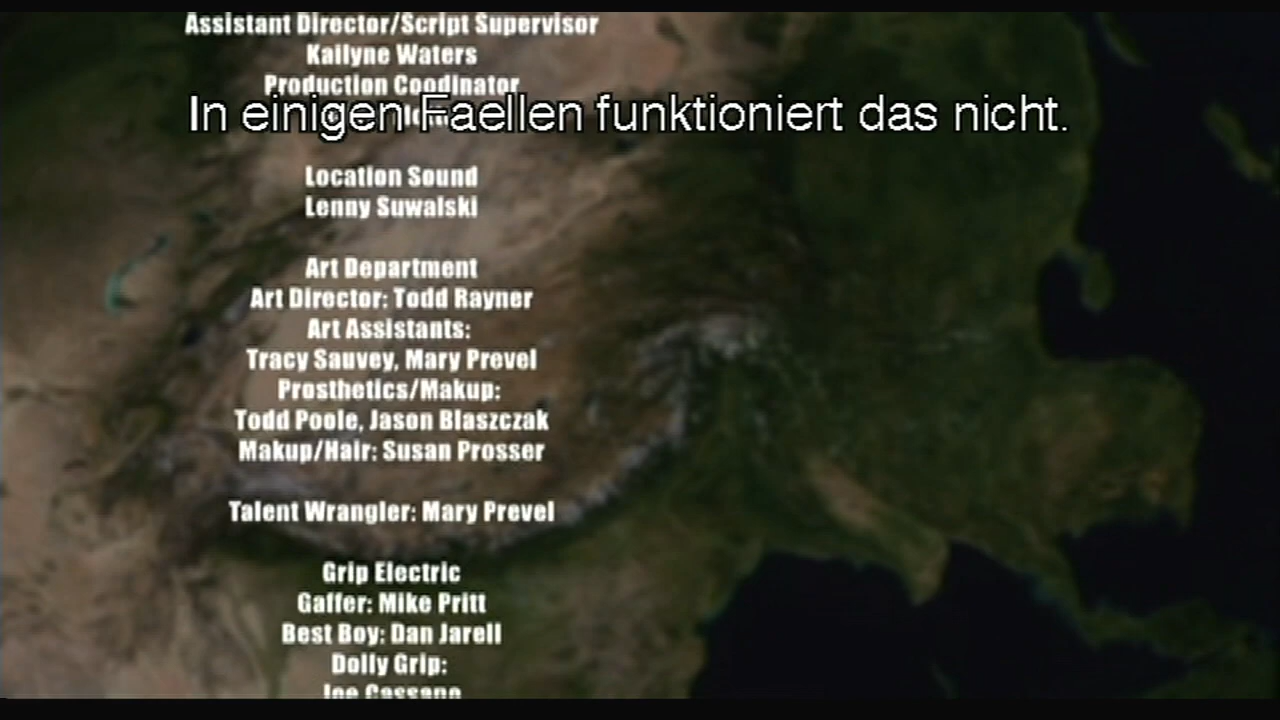 Assistant Director/Script Supervisor
Kailyne Waters
Production Coodinator
In einigen Faellen funktioniert das nicht.
Location Sound
Lenny Suwalski
Art Department
Art Director: Todd Rayner
Art Assistants:
Tracy Sauvey, Mary Prevel
Prosthetics/Makup:
Todd Poole, Jason Blaszczak
Makup/Hair: Susan Prosser
Talent Wrangler: Mary Prevel
Grip Electric
Gaffer: Mike Pritt
Best Boy: Dan Jarell
Dolly Grip:
Joe Cassano